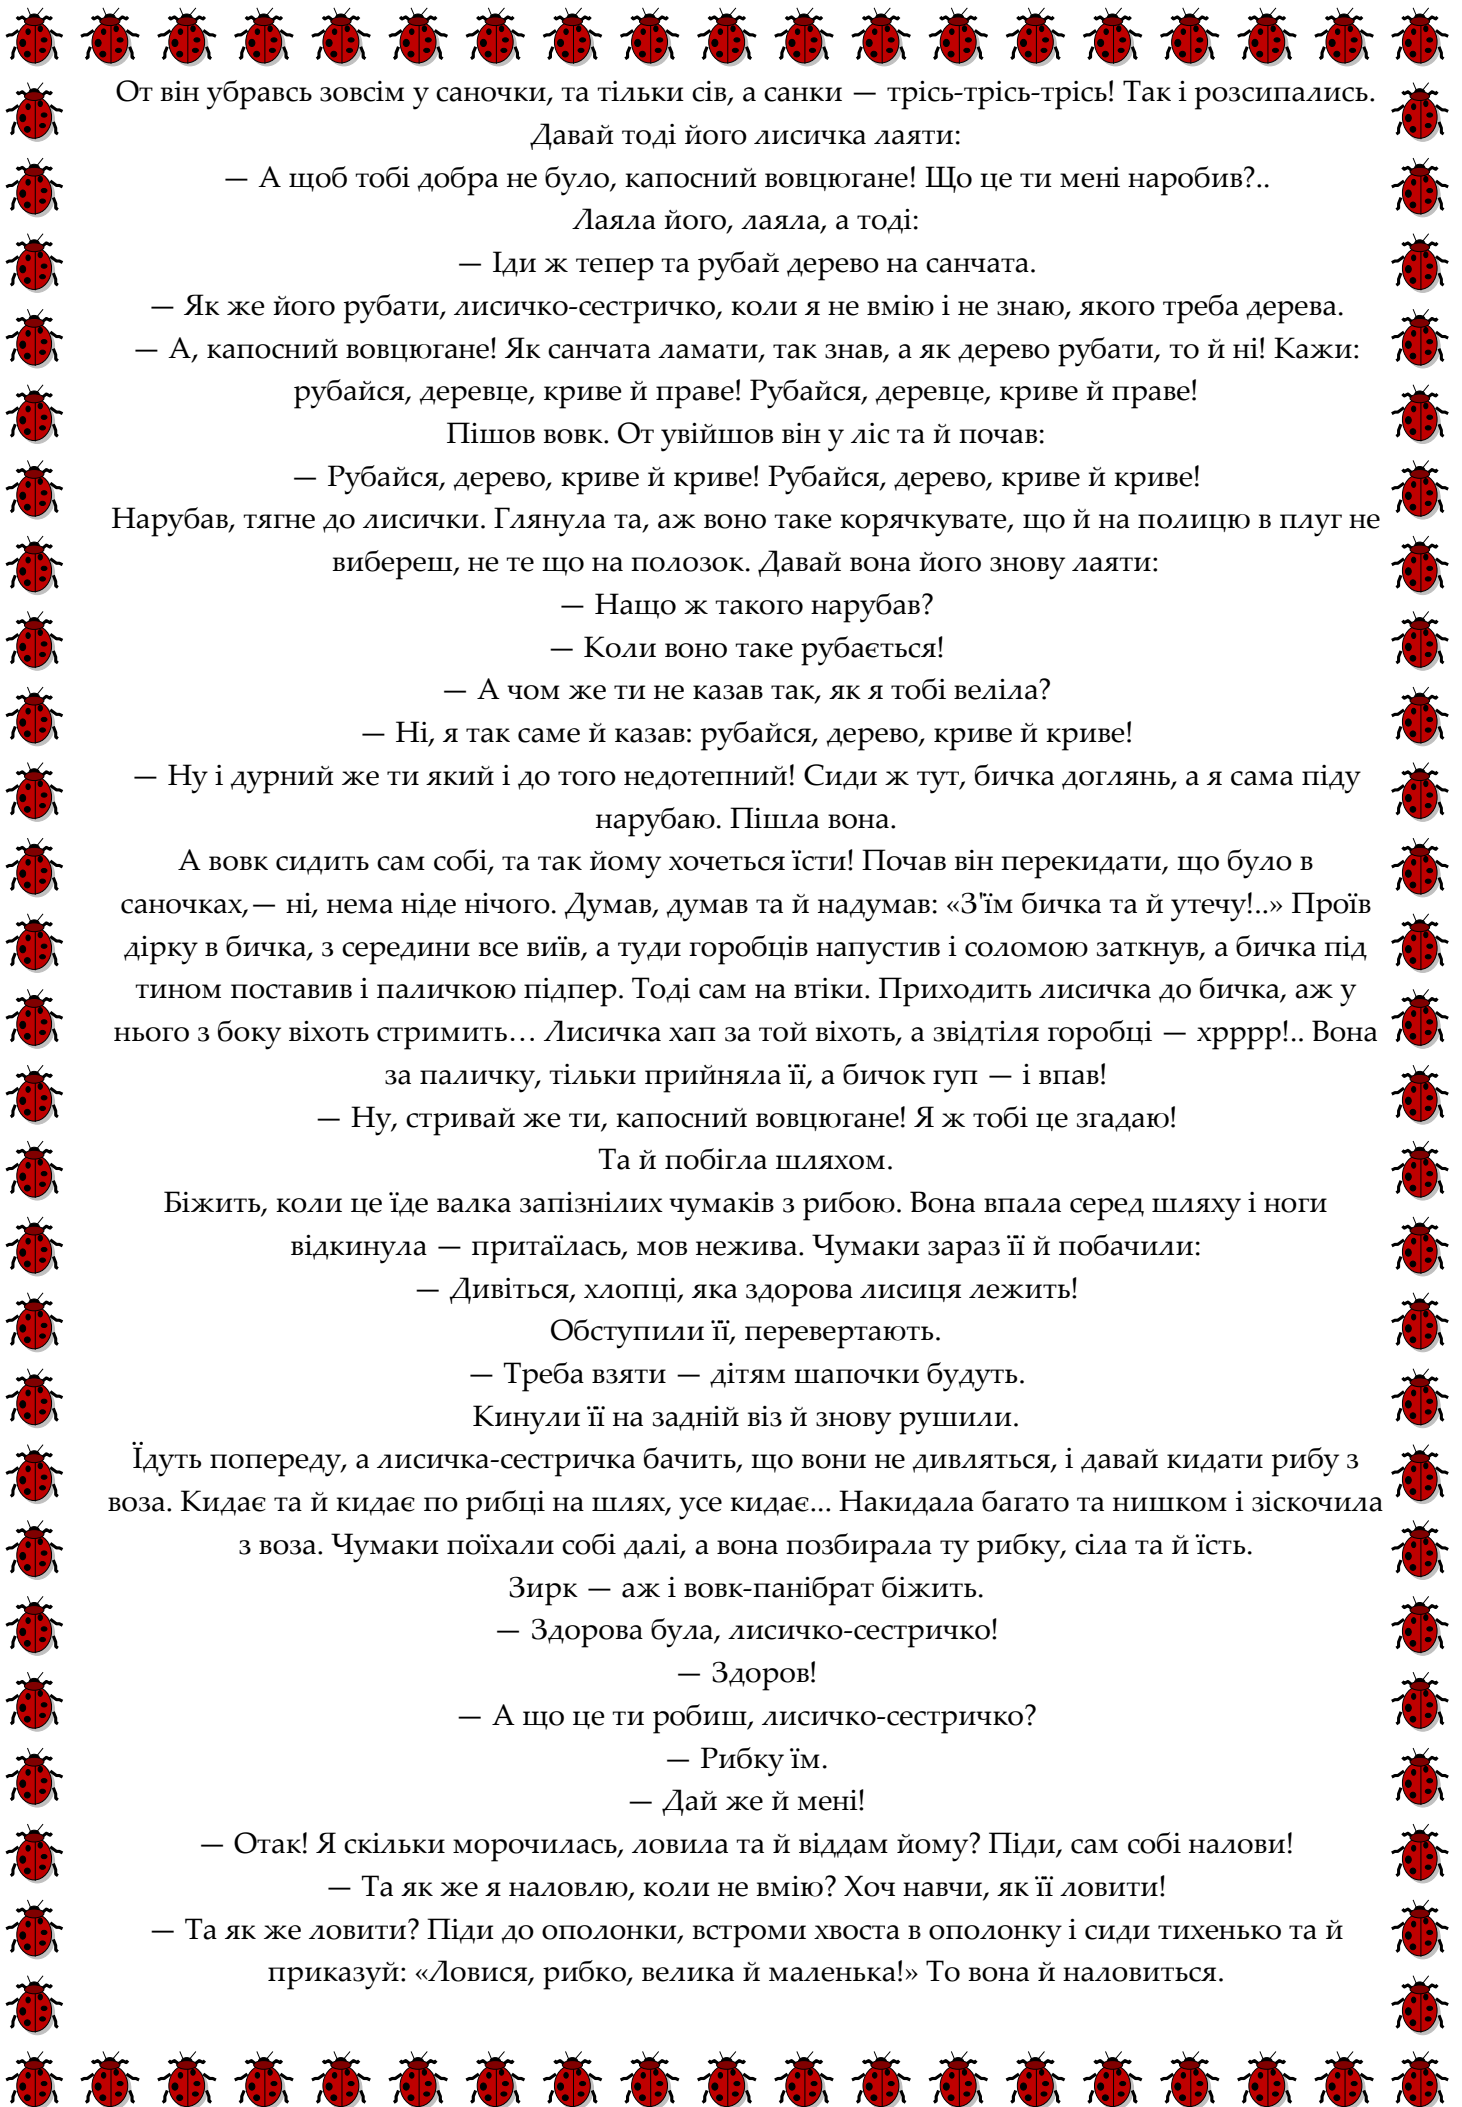 От він убравсь зовсім у саночки, та тільки сів, а санки — трісь-трісь-трісь! Так і розсипались.
Давай тоді його лисичка лаяти:
— А щоб тобі добра не було, капосний вовцюгане! Що це ти мені наробив?..
Лаяла його, лаяла, а тоді:
— Іди ж тепер та рубай дерево на санчата.
— Як же його рубати, лисичко-сестричко, коли я не вмію і не знаю, якого треба дерева.
— А, капосний вовцюгане! Як санчата ламати, так знав, а як дерево рубати, то й ні! Кажи:
рубайся, деревце, криве й праве! Рубайся, деревце, криве й праве!
Пішов вовк. От увійшов він у ліс та й почав:
— Рубайся, дерево, криве й криве! Рубайся, дерево, криве й криве!
Нарубав, тягне до лисички. Глянула та, аж воно таке корячкувате, що й на полицю в плуг не
вибереш, не те що на полозок. Давай вона його знову лаяти:
— Нащо ж такого нарубав?
— Коли воно таке рубається!
— А чом же ти не казав так, як я тобі веліла?
— Ні, я так саме й казав: рубайся, дерево, криве й криве!
— Ну і дурний же ти який і до того недотепний! Сиди ж тут, бичка доглянь, а я сама піду
нарубаю. Пішла вона.
А вовк сидить сам собі, та так йому хочеться їсти! Почав він перекидати, що було в
саночках,— ні, нема ніде нічого. Думав, думав та й надумав: «З'їм бичка та й утечу!..» Проїв
дірку в бичка, з середини все виїв, а туди горобців напустив і соломою заткнув, а бичка під
тином поставив і паличкою підпер. Тоді сам на втіки. Приходить лисичка до бичка, аж у
нього з боку віхоть стримить… Лисичка хап за той віхоть, а звідтіля горобці — хрррр!.. Вона
за паличку, тільки прийняла її, а бичок гуп — і впав!
— Ну, стривай же ти, капосний вовцюгане! Я ж тобі це згадаю!
Та й побігла шляхом.
Біжить, коли це їде валка запізнілих чумаків з рибою. Вона впала серед шляху і ноги
відкинула — притаїлась, мов нежива. Чумаки зараз її й побачили:
— Дивіться, хлопці, яка здорова лисиця лежить!
Обступили її, перевертають.
— Треба взяти — дітям шапочки будуть.
Кинули її на задній віз й знову рушили.
Їдуть попереду, а лисичка-сестричка бачить, що вони не дивляться, і давай кидати рибу з
воза. Кидає та й кидає по рибці на шлях, усе кидає... Накидала багато та нишком і зіскочила
з воза. Чумаки поїхали собі далі, а вона позбирала ту рибку, сіла та й їсть.
Зирк — аж і вовк-панібрат біжить.
— Здорова була, лисичко-сестричко!
— Здоров!
— А що це ти робиш, лисичко-сестричко?
— Рибку їм.
— Дай же й мені!
— Отак! Я скільки морочилась, ловила та й віддам йому? Піди, сам собі налови!
— Та як же я наловлю, коли не вмію? Хоч навчи, як її ловити!
— Та як же ловити? Піди до ополонки, встроми хвоста в ополонку і сиди тихенько та й
приказуй: «Ловися, рибко, велика й маленька!» То вона й наловиться.